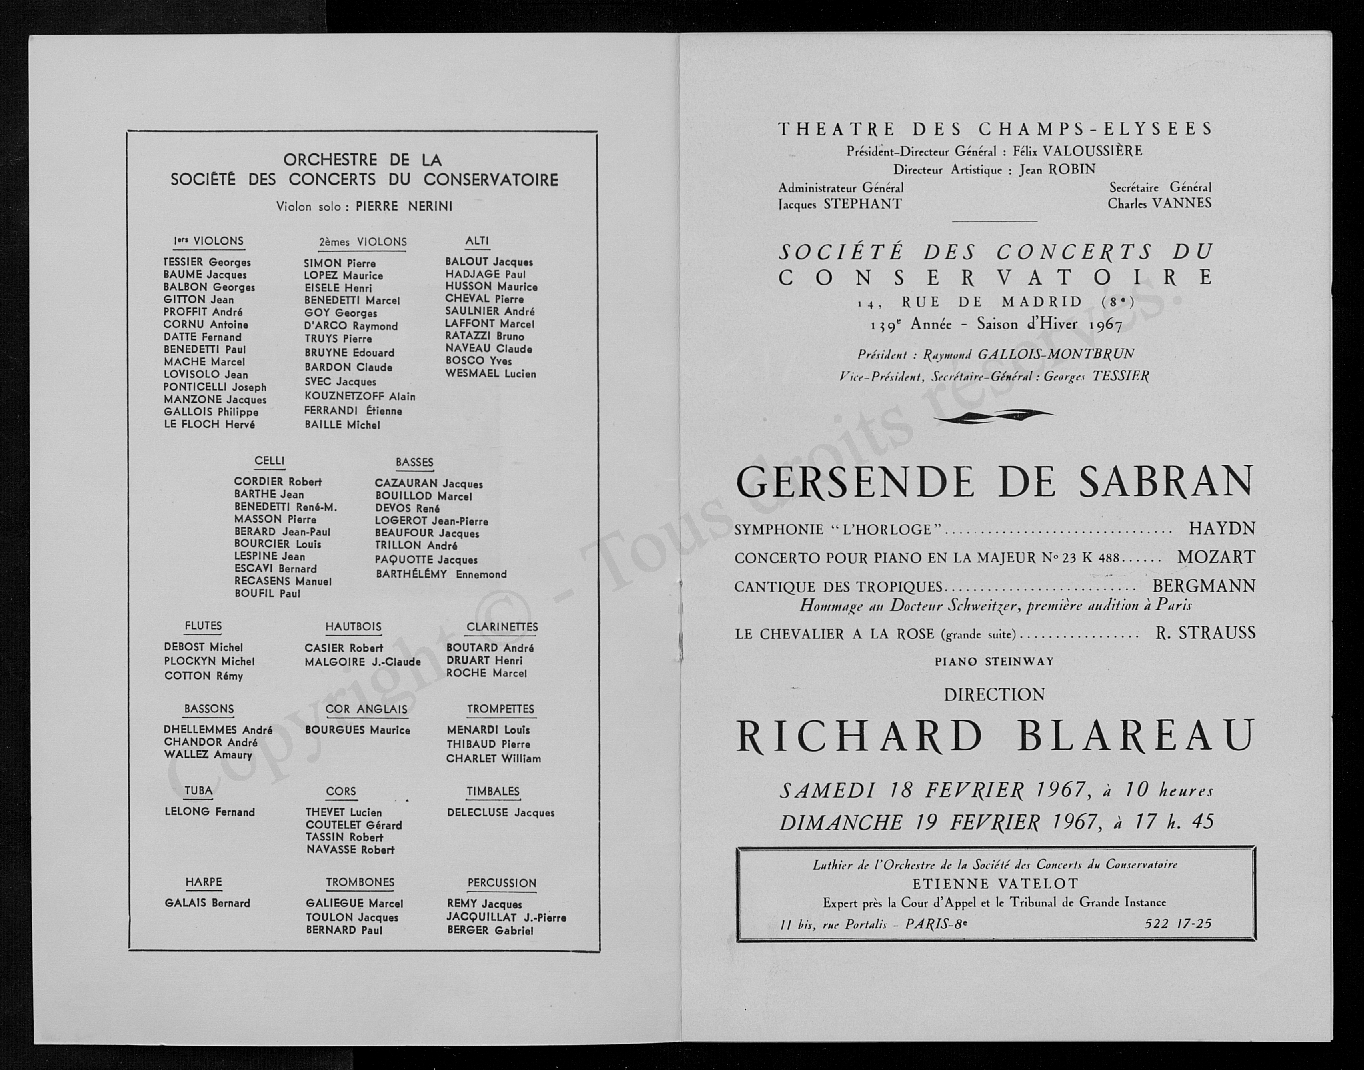 ORCHESTRE DE LA
SOCIÉTÉ DES CONCERTS DU CONSERVATOIRE
Violon solo : PIERRE NERINI
1ers VIOLONS
TESSIER Georges
BAUME Jacques
BALBON Georges
GITTON Jean
PROFFIT André
CORNU Antoine
DATTE Fernand
BENEDETTI Paul
MACHE Marcel
LOVISOLO Jean
PONTICELLI Joseph
MANZONE Jacques
GALLOIS Philippe
LE FLOCH Hervé
2èmes VIOLONS
SIMON Pierre
LOPEZ Maurice
EISELE Henri
BENEDETTI Marcel
GOY Georges
D'ARCO Raymond
TRUYS Pierre
BRUYNE Edouard
BARDON Claude
SVEC Jacques
KOUZNETZOFF Alain
FERRANDI Étienne
BAILLE Michel
ALTI
BALOUT Jacques
HADJAGE Paul
HUSSON Maurice
CHEVAL Pierre
SAULNIER André
LAFFONT Marcel
RATAZZI Bruno
NAVEAU Claude
BOSCO Yves
WESMAEL Lucien
CELLI
CORDIER Robert
BARTHE Jean
BENEDETTI René-M.
MASSON Pierre
BERARD Jean-Paul
BOURCIER Louis
LESPINE Jean
ESCAVI Bernard
RECASENS Manuel
BOUFIL Paul
BASSES
CAZAURAN Jacques
BOUILLOD Marcel
DEVOS René
LOGEROT Jean-Pierre
BEAUFOUR Jacques
TRILLON André
PAQUOTTE Jacques
BARTHÉLÉMY Ennemond
FLUTES
DEBOST Michel
PLOCKYN Michel
COTTON Rémy
HAUTBOIS
CASIER Robert
MALGOIRE J.-Claude
CLARINETTES
BOUTARD André
DRUART Henri
ROCHE Marcel
BASSONS
DHELLEMMES André
CHANDOR André
WALLEZ Amaury
COR ANGLAIS
BOURGUES Maurice
TROMPETTES
MENARDI Louis
THIBAUD Pierre
CHARLET William
TUBA
LELONG Fernand
CORS
THEVET Lucien
COUTELET Gérard
TASSIN Robert
NAVASSE Robert
TIMBALES
DELECLUSE Jacques
HARPE
GALAIS Bernard
TROMBONES
GALIEGUE Marcel
TOULON Jacques
BERNARD Paul
PERCUSSION
REMY Jacques
JACQUILLAT J.-Pierre
BERGER Gabriel
THEATRE DES CHAMPS-ELYSEES
Président-Directeur Général : Félix VALOUSSIÈRE
Directeur Artistique : Jean ROBIN
Administrateur Général Secrétaire Général
Jacques STEPHANT Charles VANNES
SOCIÉTÉ DES CONCERTS DU
CONSERVATOIRE
14, RUE DE MADRID (8e)
139e Année - Saison d'Hiver 1967
Président : Raymond GALLOIS-MONTBRUN
Vice-Président, Secrétaire-Général : Georges TESSIER
GERSENDE DE SABRAN
SYMPHONIE "L'HORLOGE".............................. HAYDN
CONCERTO POUR PIANO EN LA MAJEUR No 23 K 488...... MOZART
CANTIQUE DES TROPIQUES........................... BERGMANN
Hommage au Docteur Schweitzer, première audition à Paris
LE CHEVALIER A LA ROSE (grande suite)................. R. STRAUSS
PIANO STEINWAY
DIRECTION
RICHARD BLAREAU
SAMEDI 18 FEVRIER 1967, à 10 heures
DIMANCHE 19 FEVRIER 1967, à 17 h. 45
Luthier de l'Orchestre de la Société des Concerts du Conservatoire
ETIENNE VATELOT
Expert près la Cour d'Appel et le Tribunal de Grande Instance
11 bis, rue Portalis - PARIS-8e 522 17-25
Copyright © - Tous droits reservés.